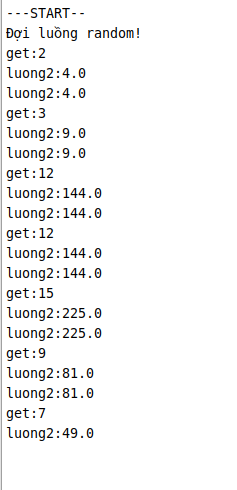 ---START--
Đợi luồng random!
get:2
luong2:4.0
luong2:4.0
get:3
luong2:9.0
luong2:9.0
get:12
luong2:144.0
luong2:144.0
get:12
luong2:144.0
luong2:144.0
get:15
luong2:225.0
luong2:225.0
get:9
luong2:81.0
luong2:81.0
get:7
luong2:49.0